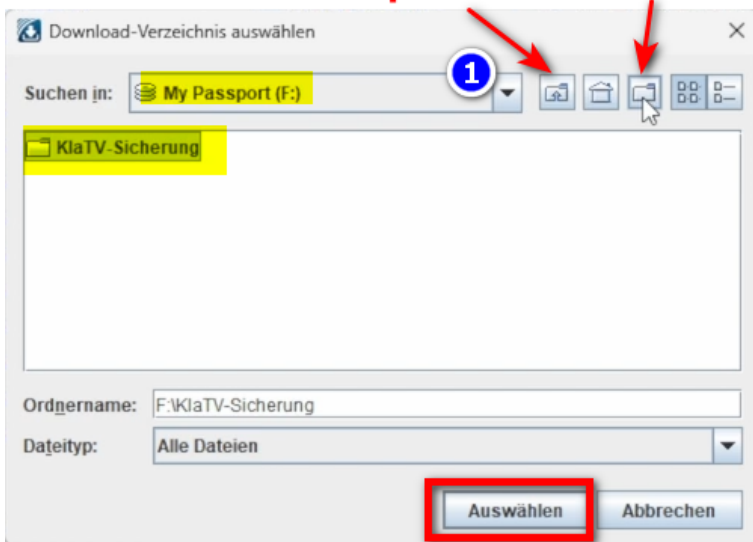 Download-Verzeichnis auswählen
Suchen in: My Passport (F:)
1
KlaTV-Sicherung
Ordnername: F:\KlaTV-Sicherung
Dateityp: Alle Dateien
Auswählen Abbrechen